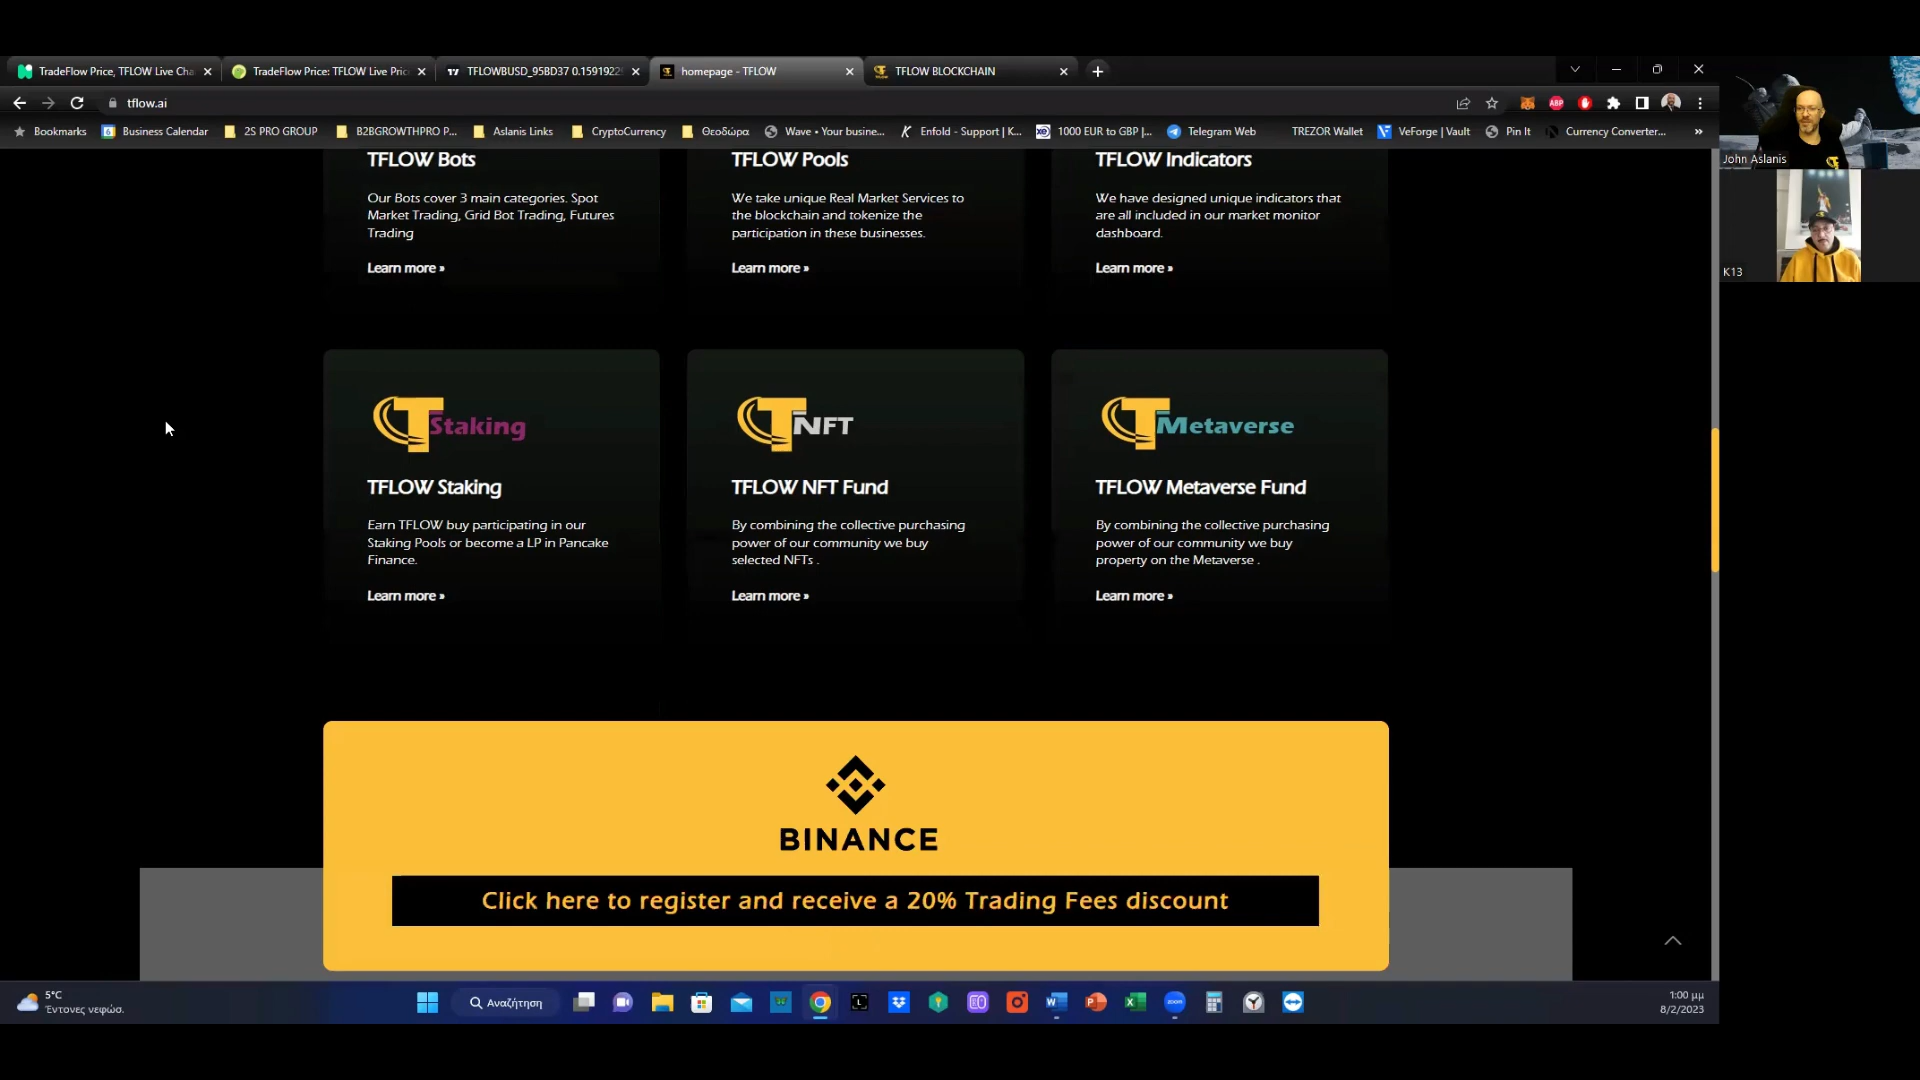 TradeFlow Price, TFLOW Live Cha
TradeFlow Price: TFLOW Live Pric
TFLOWBUSD_95BD37 0.1591922
homepage - TFLOW
TFLOW BLOCKCHAIN
tflow.ai
Bookmarks
Business Calendar
2S PRO GROUP
B2BGROWTHPRO P...
Aslanis Links
CryptoCurrency
Θεοδώρα
Wave • Your busine...
Enfold - Support | K...
1000 EUR to GBP |...
Telegram Web
TREZOR Wallet
VeForge | Vault
Pin It
Currency Converter...
»
John Aslanis
K13
TFLOW Bots
Our Bots cover 3 main categories. Spot
Market Trading, Grid Bot Trading, Futures
Trading
Learn more »
TFLOW Pools
We take unique Real Market Services to
the blockchain and tokenize the
participation in these businesses.
Learn more »
TFLOW Indicators
We have designed unique indicators that
are all included in our market monitor
dashboard.
Learn more »
T Staking
TFLOW Staking
Earn TFLOW buy participating in our
Staking Pools or become a LP in Pancake
Finance.
Learn more »
T NFT
TFLOW NFT Fund
By combining the collective purchasing
power of our community we buy
selected NFTs .
Learn more »
T Metaverse
TFLOW Metaverse Fund
By combining the collective purchasing
power of our community we buy
property on the Metaverse .
Learn more »
BINANCE
Click here to register and receive a 20% Trading Fees discount
5°C
Έντονες νεφώσ.
Αναζήτηση
1:00 μμ
8/2/2023